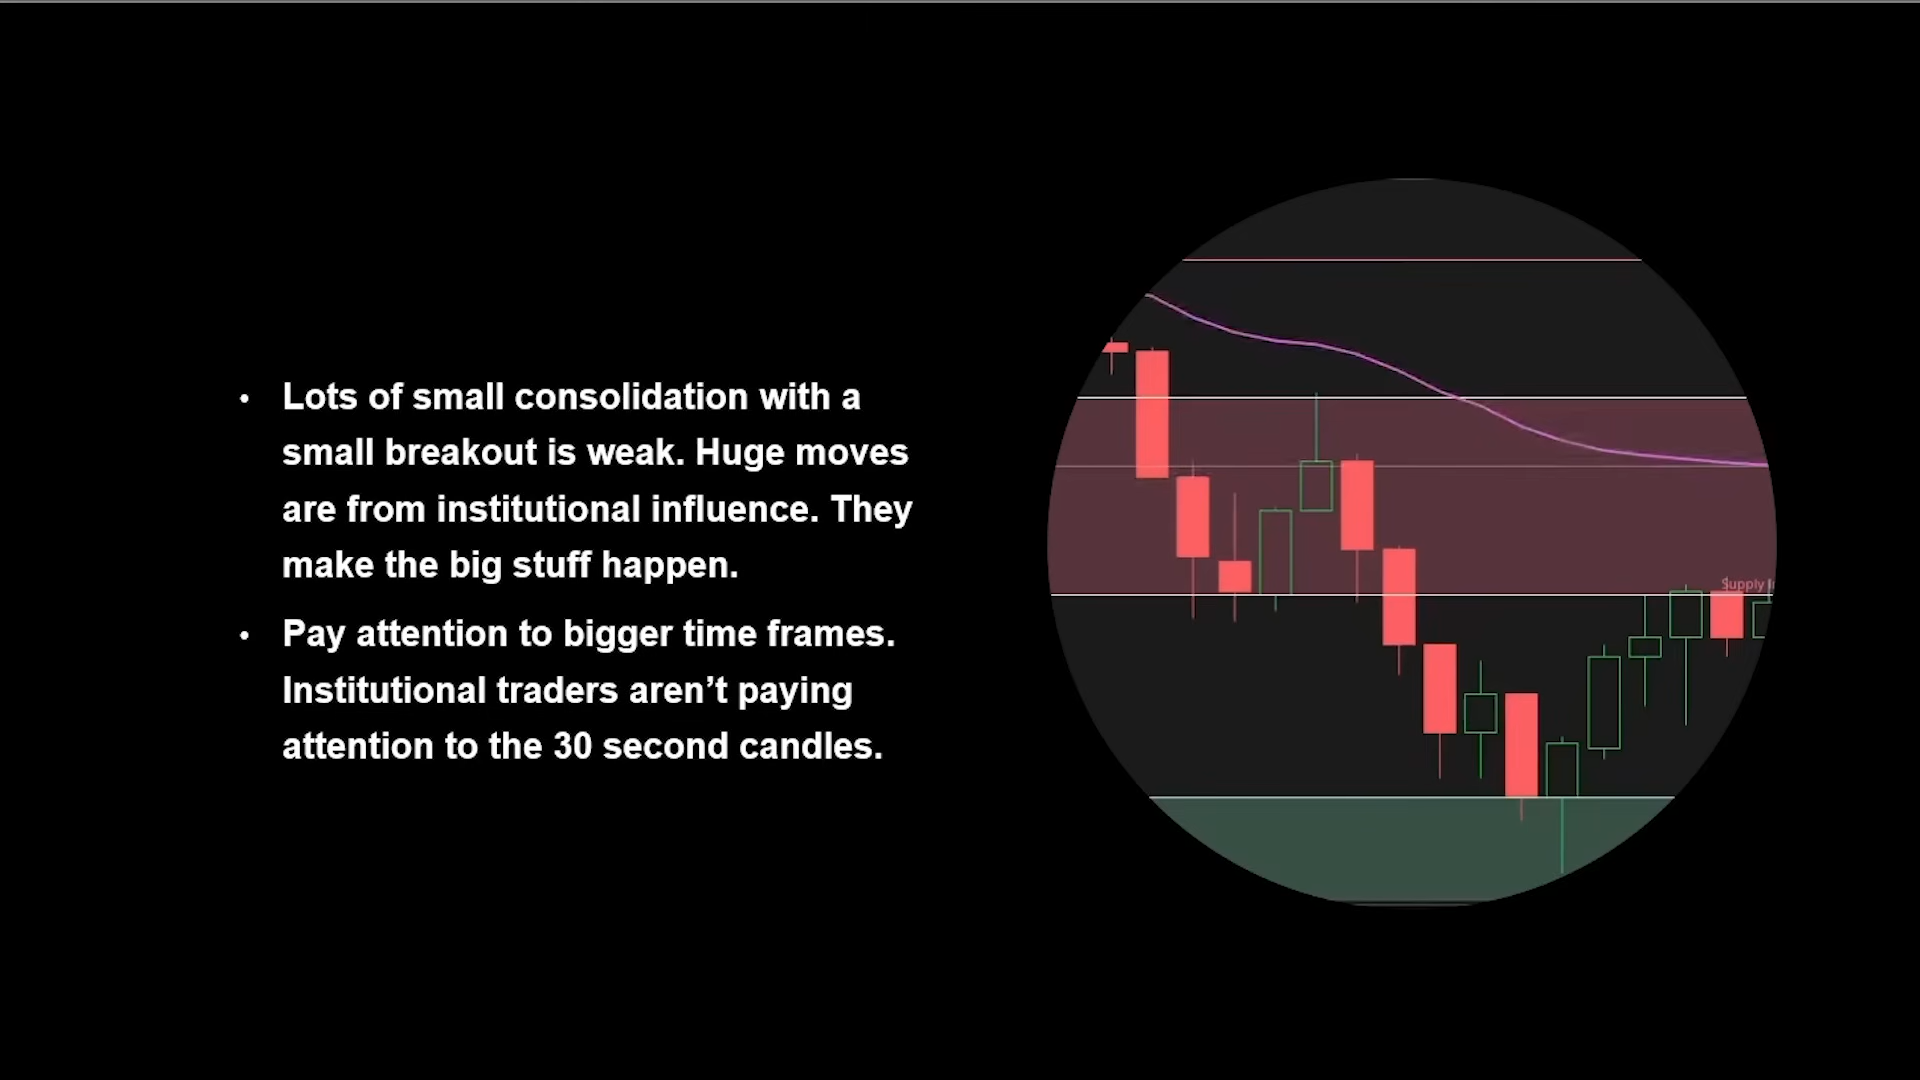 • Lots of small consolidation with a
small breakout is weak. Huge moves
are from institutional influence. They
make the big stuff happen.
• Pay attention to bigger time frames.
Institutional traders aren’t paying
attention to the 30 second candles.
Supply